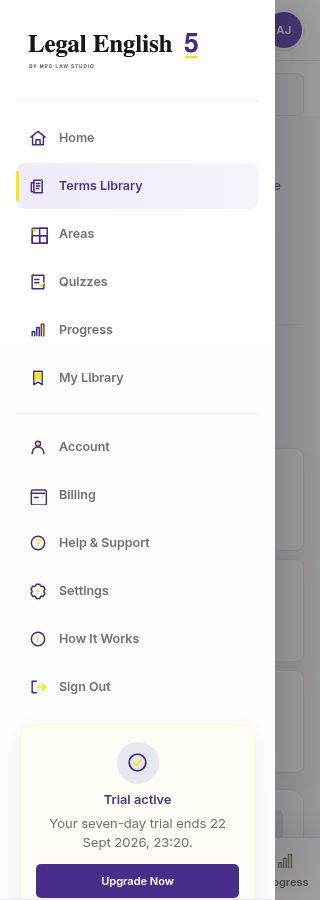 Legal English 5
BY MPC LAW STUDIO
AJ
Home
Terms Library
Areas
Quizzes
Progress
My Library
Account
Billing
Help & Support
Settings
How It Works
Sign Out
Trial active
Your seven-day trial ends 22
Sept 2026, 23:20.
Upgrade Now
e
ogress